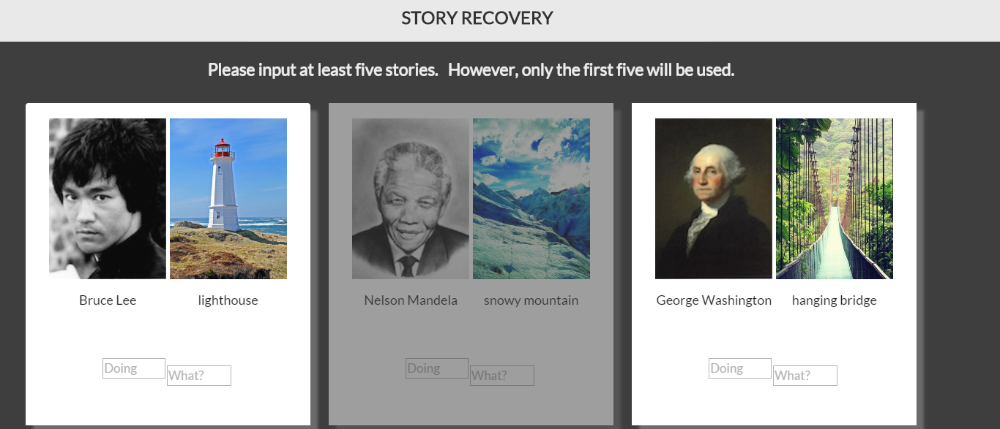 STORY RECOVERY
Please input at least five stories. However, only the first five will be used.
Bruce Lee lighthouse
Doing
What?
Nelson Mandela snowy mountain
Doing
What?
George Washington hanging bridge
Doing
What?